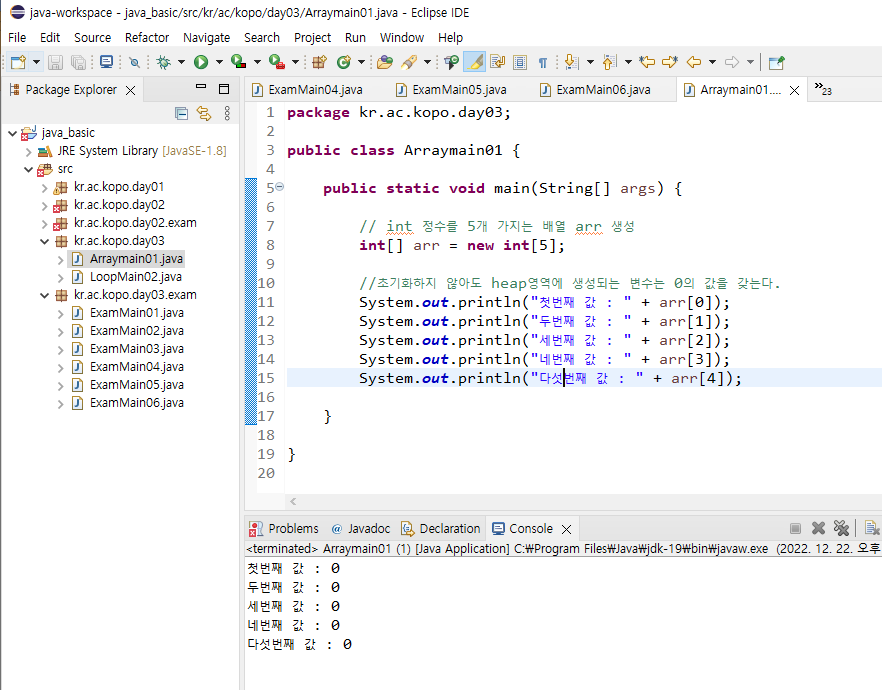 java-workspace - java_basic/src/kr/ac/kopo/day03/Arraymain01.java - Eclipse IDE
File Edit Source Refactor Navigate Search Project Run Window Help
Package Explorer
java_basic
JRE System Library [JavaSE-1.8]
src
kr.ac.kopo.day01
kr.ac.kopo.day02
kr.ac.kopo.day02.exam
kr.ac.kopo.day03
Arraymain01.java
LoopMain02.java
kr.ac.kopo.day03.exam
ExamMain01.java
ExamMain02.java
ExamMain03.java
ExamMain04.java
ExamMain05.java
ExamMain06.java
ExamMain04.java ExamMain05.java ExamMain06.java Arraymain01.... »23
1 package kr.ac.kopo.day03;
2
3 public class Arraymain01 {
4
5 public static void main(String[] args) {
6
7 // int 정수를 5개 가지는 배열 arr 생성
8 int[] arr = new int[5];
9
10 //초기화하지 않아도 heap영역에 생성되는 변수는 0의 값을 갖는다.
11 System.out.println("첫번째 값 : " + arr[0]);
12 System.out.println("두번째 값 : " + arr[1]);
13 System.out.println("세번째 값 : " + arr[2]);
14 System.out.println("네번째 값 : " + arr[3]);
15 System.out.println("다섯번째 값 : " + arr[4]);
16
17 }
18
19 }
20
Problems @ Javadoc Declaration Console
<terminated> Arraymain01 (1) [Java Application] C:₩Program Files₩Java₩jdk-19₩bin₩javaw.exe (2022. 12. 22. 오후
첫번째 값 : 0
두번째 값 : 0
세번째 값 : 0
네번째 값 : 0
다섯번째 값 : 0